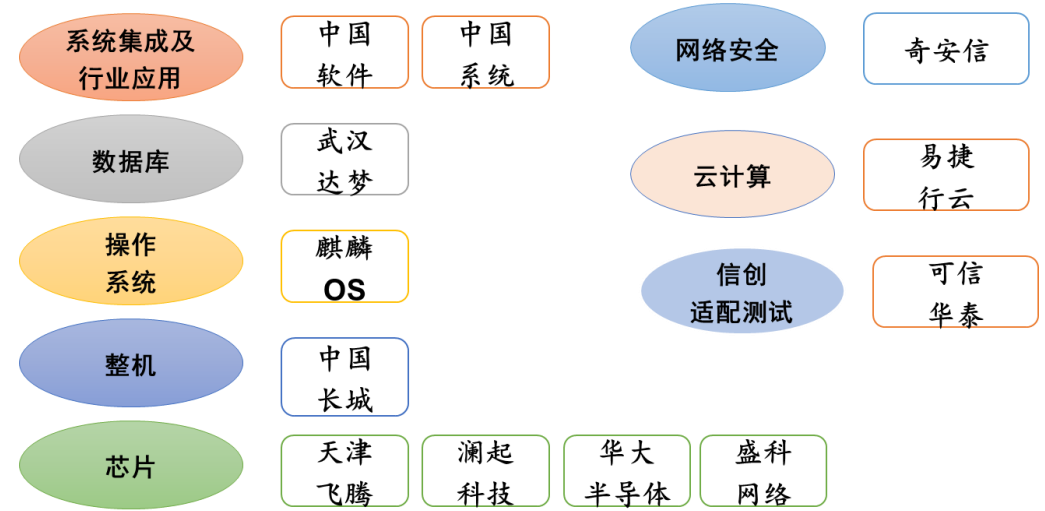 系统集成及
行业应用
中国
软件
中国
系统
数据库
武汉
达梦
操作
系统
麒麟
OS
整机
中国
长城
芯片
天津
飞腾
澜起
科技
华大
半导体
盛科
网络
网络安全
奇安信
云计算
易捷
行云
信创
适配测试
可信
华泰